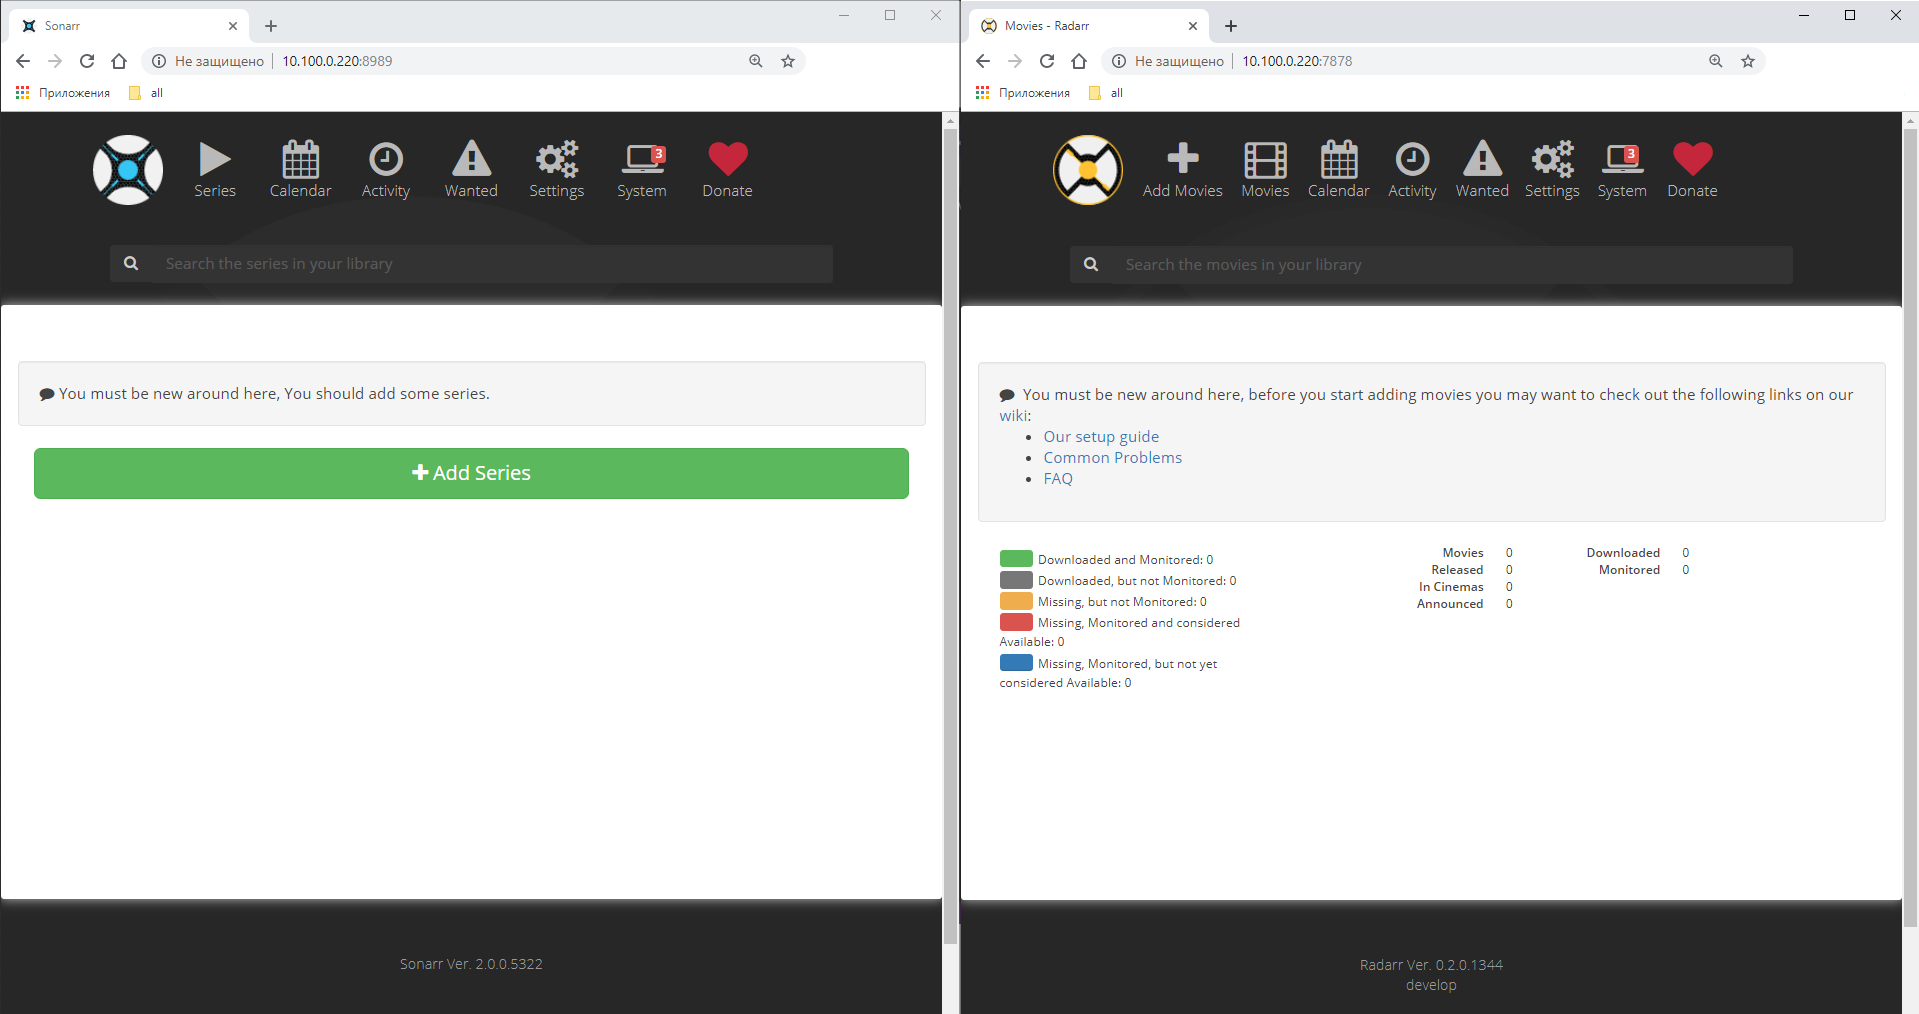 Sonarr
Не защищено
10.100.0.220:8989
Приложения
all
Series
Calendar
Activity
Wanted
Settings
3
System
Donate
Search the series in your library
You must be new around here, You should add some series.
Add Series
Sonarr Ver. 2.0.0.5322
Movies - Radarr
Не защищено
10.100.0.220:7878
Приложения
all
Add Movies
Movies
Calendar
Activity
Wanted
Settings
3
System
Donate
Search the movies in your library
You must be new around here, before you start adding movies you may want to check out the following links on our
wiki:
Our setup guide
Common Problems
FAQ
Downloaded and Monitored: 0
Downloaded, but not Monitored: 0
Missing, but not Monitored: 0
Missing, Monitored and considered
Available: 0
Missing, Monitored, but not yet
considered Available: 0
Movies 0
Released 0
In Cinemas 0
Announced 0
Downloaded 0
Monitored 0
Radarr Ver. 0.2.0.1344
develop